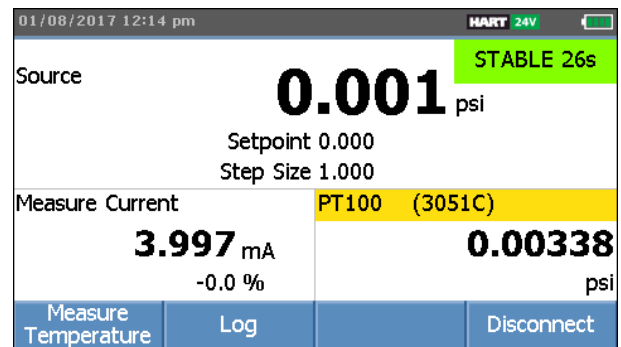 01/08/2017 12:14 pm HART 24V
STABLE 26s
Source 0.001 psi
Setpoint 0.000
Step Size 1.000
Measure Current PT100 (3051C)
3.997 mA 0.00338
-0.0 % psi
Measure Temperature Log Disconnect